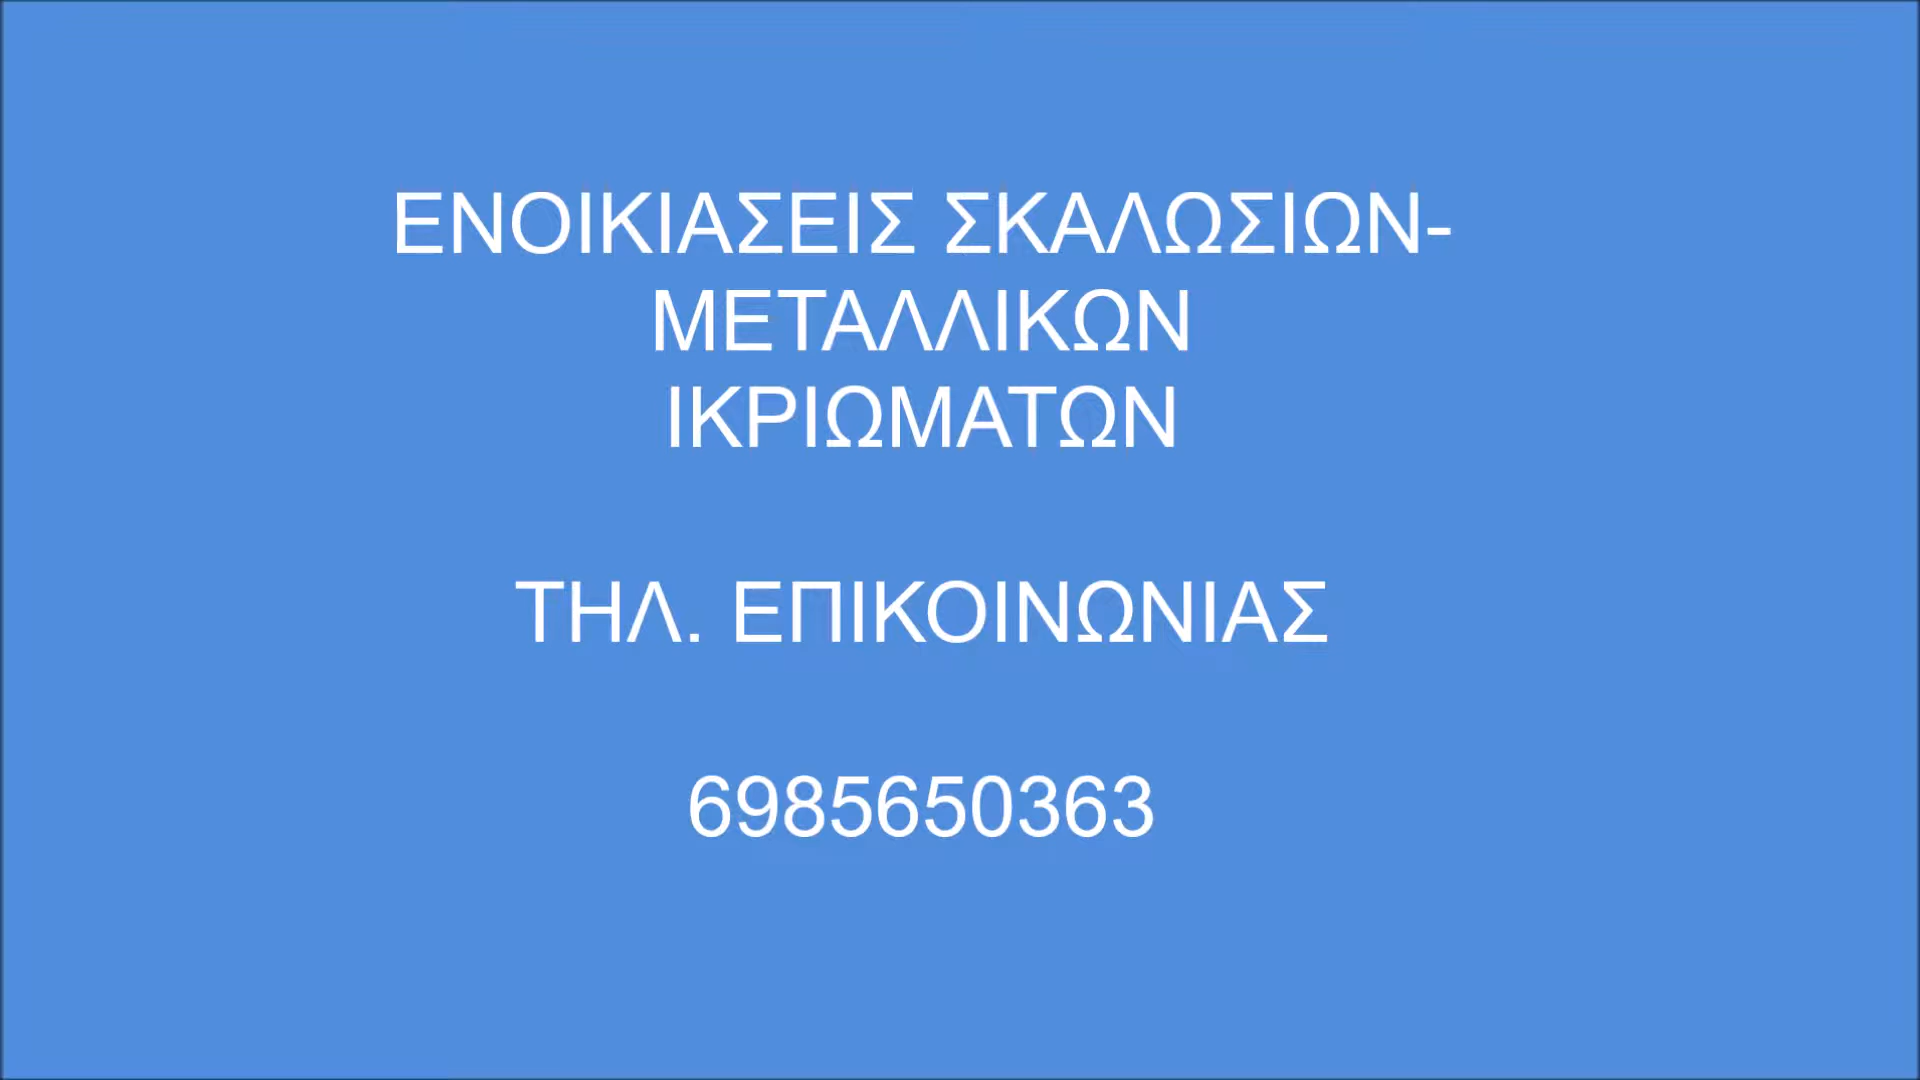 ΕΝΟΙΚΙΑΣΕΙΣ ΣΚΑΛΩΣΙΩΝ-
ΜΕΤΑΛΛΙΚΩΝ
ΙΚΡΙΩΜΑΤΩΝ
ΤΗΛ. ΕΠΙΚΟΙΝΩΝΙΑΣ
6985650363